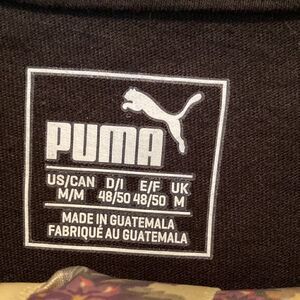 PUMA
US/CAN D/I E/F UK
M/M 48/50 48/50 M
MADE IN GUATEMALA
FABRIQUÉ AU GUATEMALA